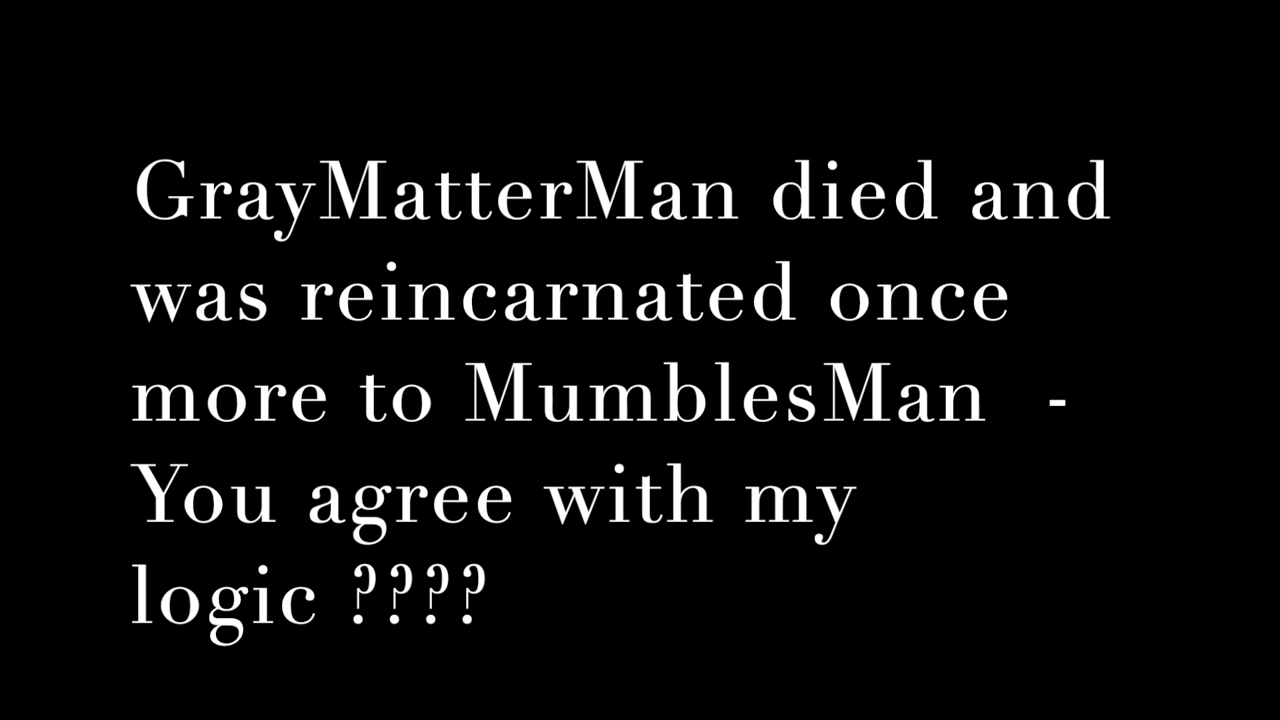 GrayMatterMan died and
was reincarnated once
more to MumblesMan  -
You agree with my
logic ????